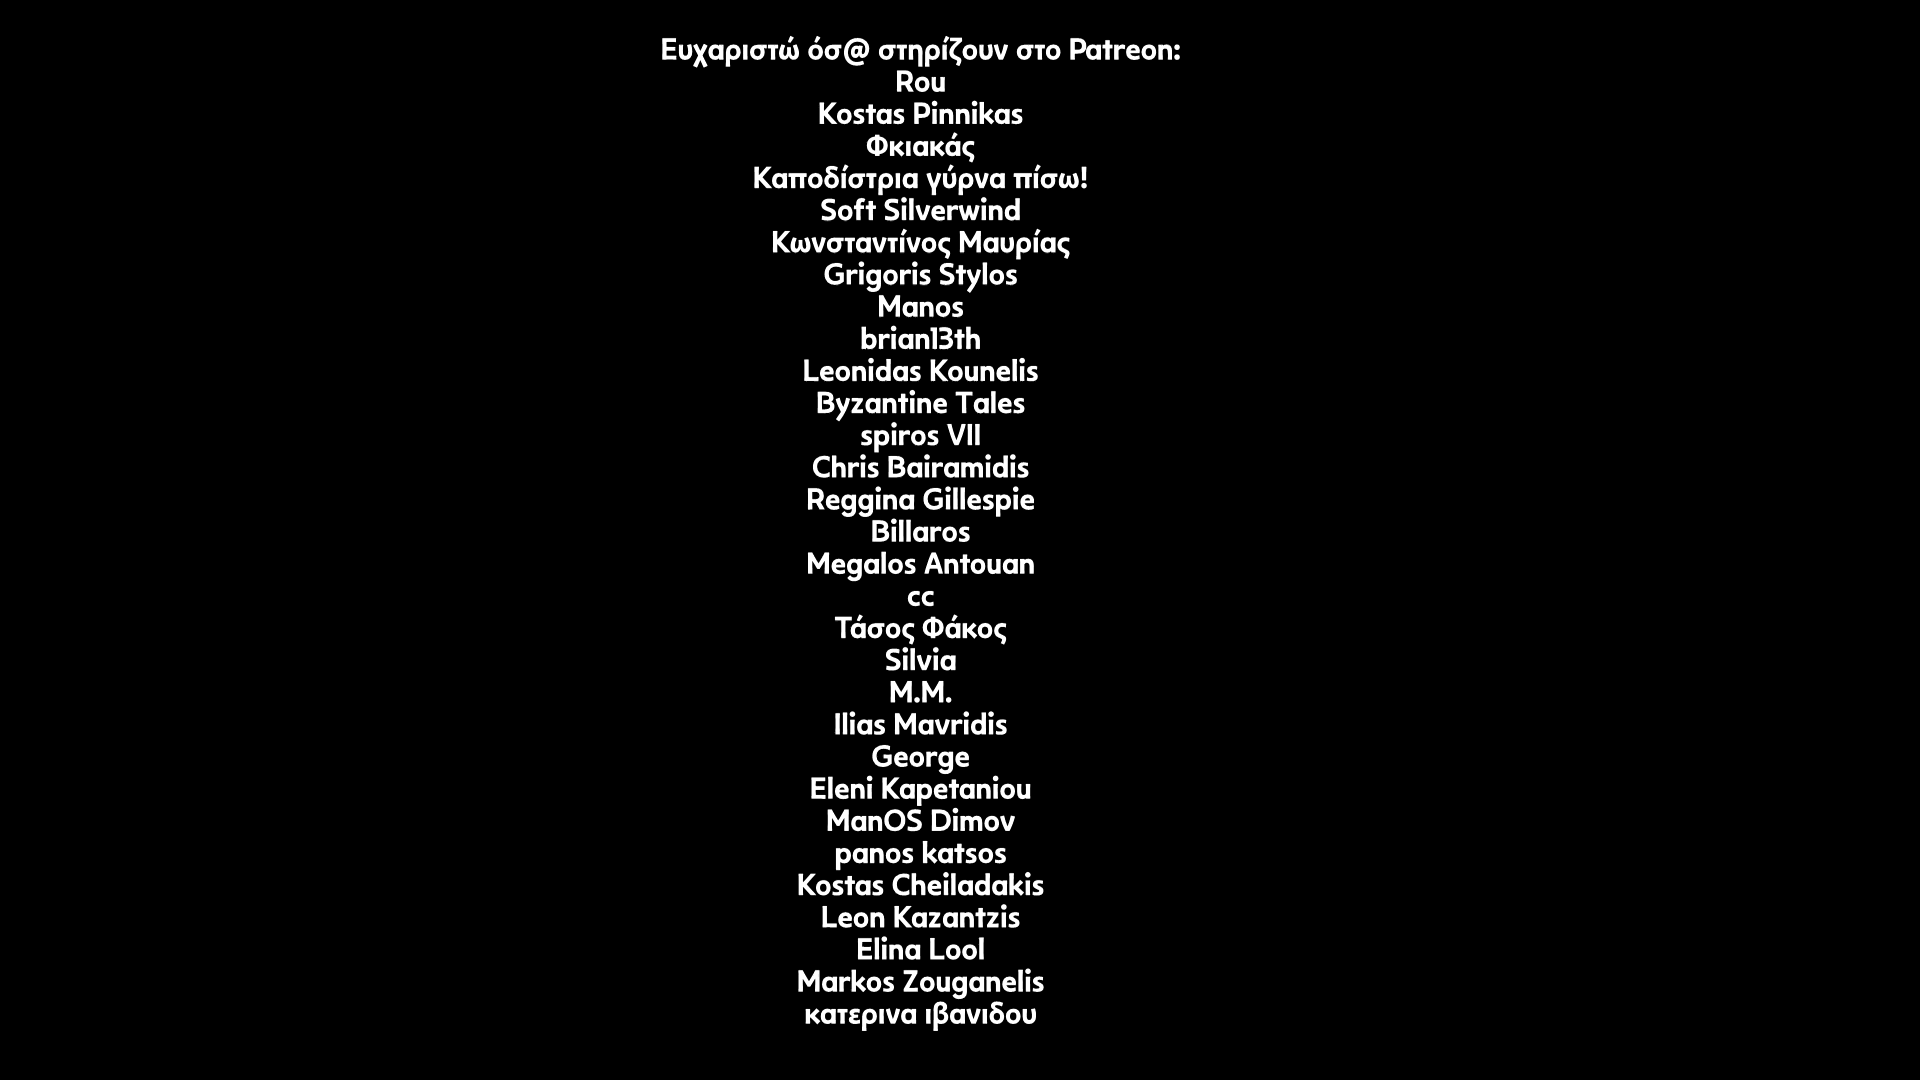 Ευχαριστώ όσ@ στηρίζουν στο Patreon:
Rou
Kostas Pinnikas
Φκιακάς
Καποδίστρια γύρνα πίσω!
Soft Silverwind
Κωνσταντίνος Μαυρίας
Grigoris Stylos
Manos
brian13th
Leonidas Kounelis
Byzantine Tales
spiros VII
Chris Bairamidis
Reggina Gillespie
Billaros
Megalos Antouan
cc
Τάσος Φάκος
Silvia
M.M.
Ilias Mavridis
George
Eleni Kapetaniou
ManOS Dimov
panos katsos
Kostas Cheiladakis
Leon Kazantzis
Elina Lool
Markos Zouganelis
κατερινα ιβανιδου